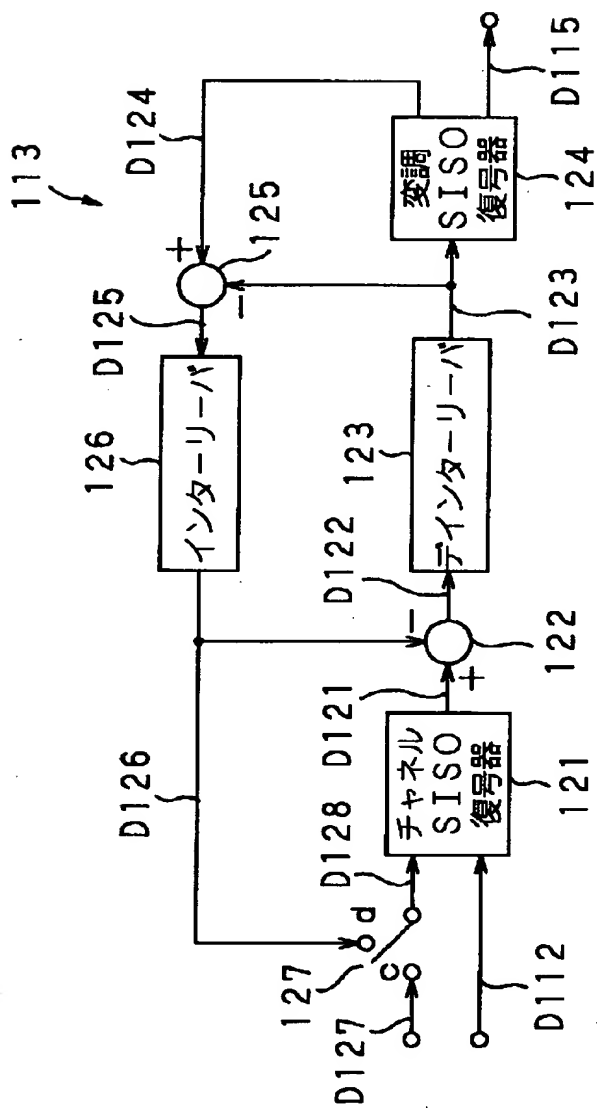 113
D124
D125
+
125
−
126
インターリーバ
D126
変調
SISO
復号器
124
D115
D123
123
デインターリーバ
D122
−
122
+
D121
チャネル
SISO
復号器
121
D128
d
127
c
D127
D112